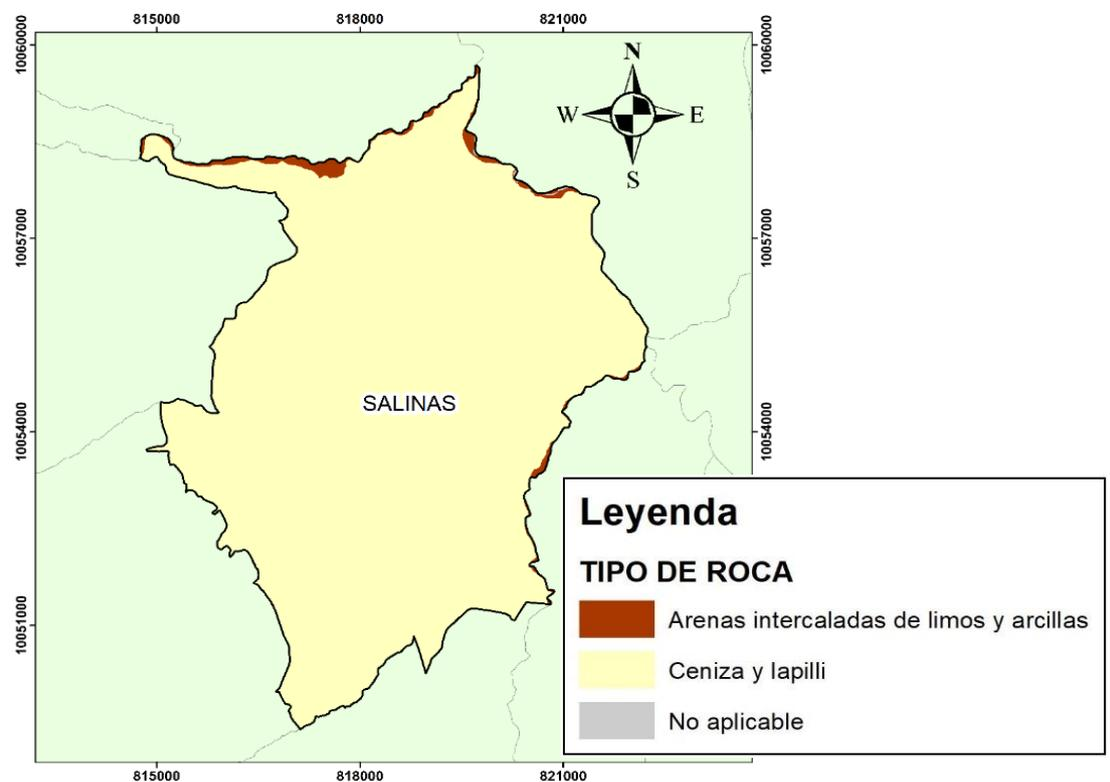 815000 818000 821000
10060000 10060000
N
W E
S
10057000 10057000
SALINAS
10054000 10054000
10051000
Leyenda
TIPO DE ROCA
Arenas intercaladas de limos y arcillas
Ceniza y lapilli
No aplicable
815000 818000 821000